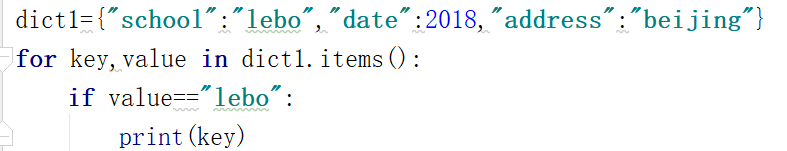 dict1={"school":"lebo","date":2018,"address":"beijing"}
for key,value in dict1.items():
    if value=="lebo":
        print(key)